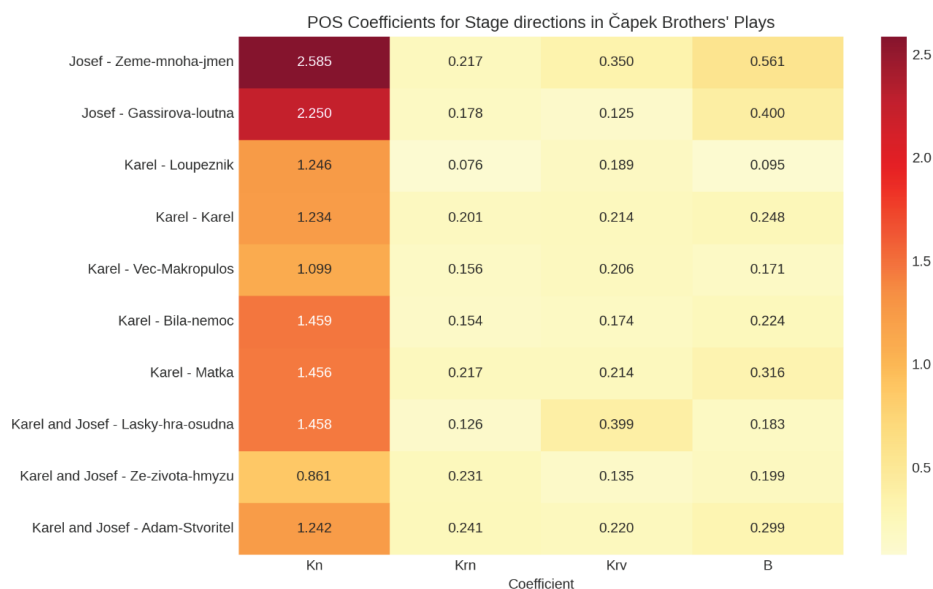 POS Coefficients for Stage directions in Čapek Brothers' Plays
Josef - Zeme-mnoha-jmen 2.585 0.217 0.350 0.561
Josef - Gassirova-loutna 2.250 0.178 0.125 0.400
Karel - Loupeznik 1.246 0.076 0.189 0.095
Karel - Karel 1.234 0.201 0.214 0.248
Karel - Vec-Makropulos 1.099 0.156 0.206 0.171
Karel - Bila-nemoc 1.459 0.154 0.174 0.224
Karel - Matka 1.456 0.217 0.214 0.316
Karel and Josef - Lasky-hra-osudna 1.458 0.126 0.399 0.183
Karel and Josef - Ze-zivota-hmyzu 0.861 0.231 0.135 0.199
Karel and Josef - Adam-Stvoritel 1.242 0.241 0.220 0.299
Kn Krn Krv B
Coefficient
2.5
2.0
1.5
1.0
0.5